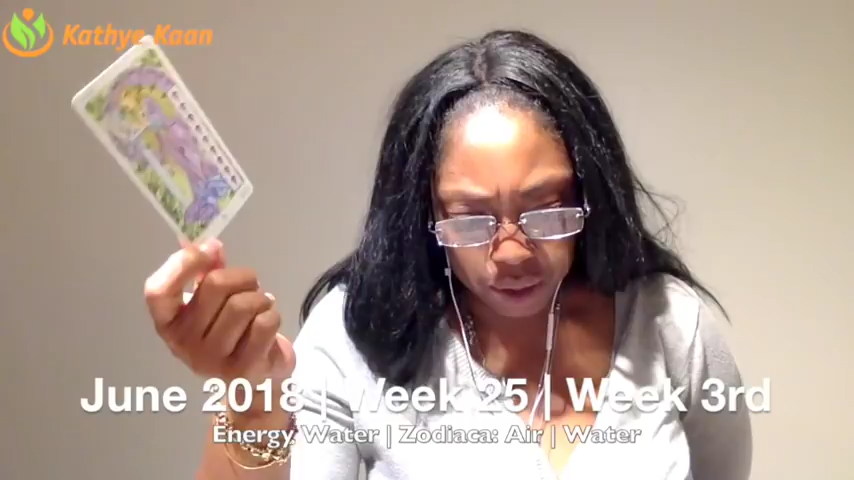 Kathye Kaan
June 2018 | Week 25 | Week 3rd
Energy Water | Zodiaca: Air | Water